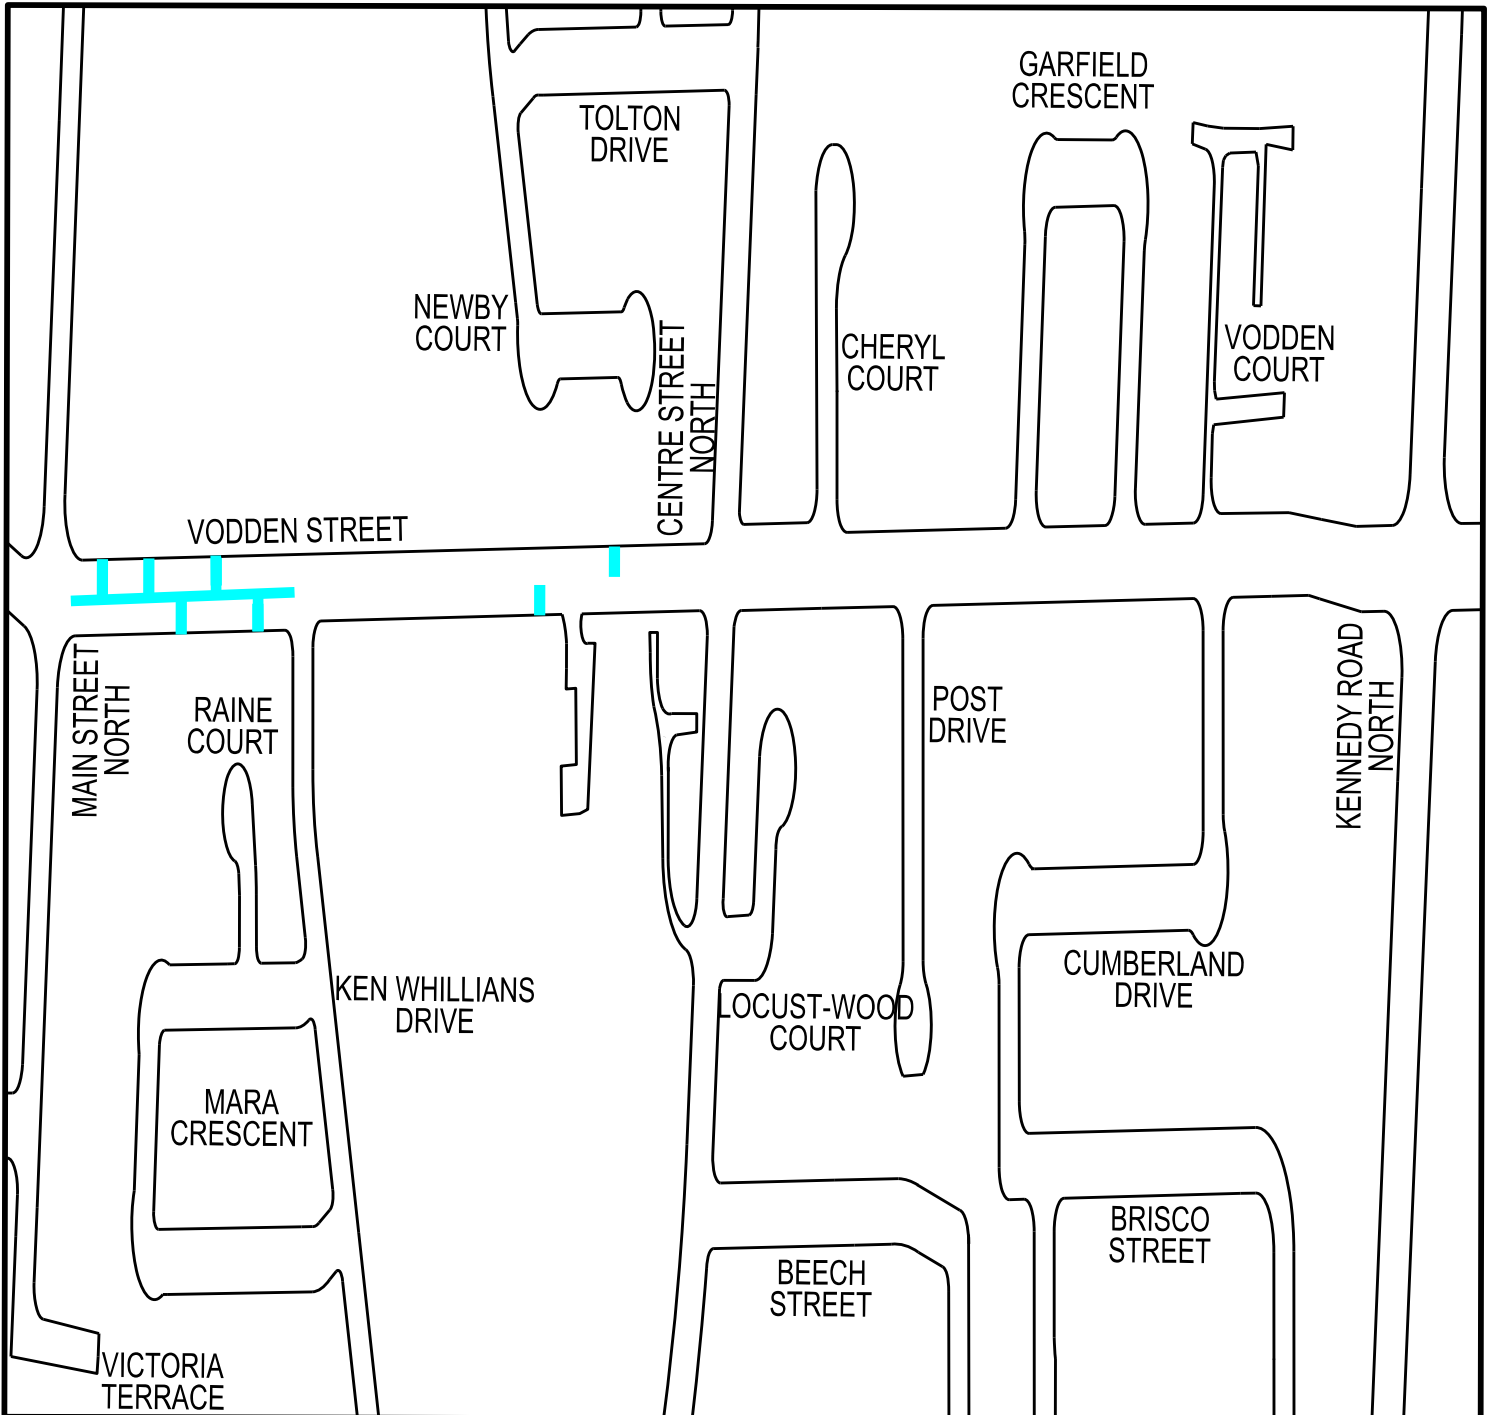 GARFIELD
CRESCENT
TOLTON
DRIVE
NEWBY
COURT
CENTRE STREET
NORTH
CHERYL
COURT
VODDEN
COURT
VODDEN STREET
MAIN STREET
NORTH
RAINE
COURT
POST
DRIVE
KENNEDY ROAD
NORTH
KEN WHILLIANS
DRIVE
LOCUST-WOOD
COURT
CUMBERLAND
DRIVE
MARA
CRESCENT
BRISCO
STREET
BEECH
STREET
VICTORIA
TERRACE